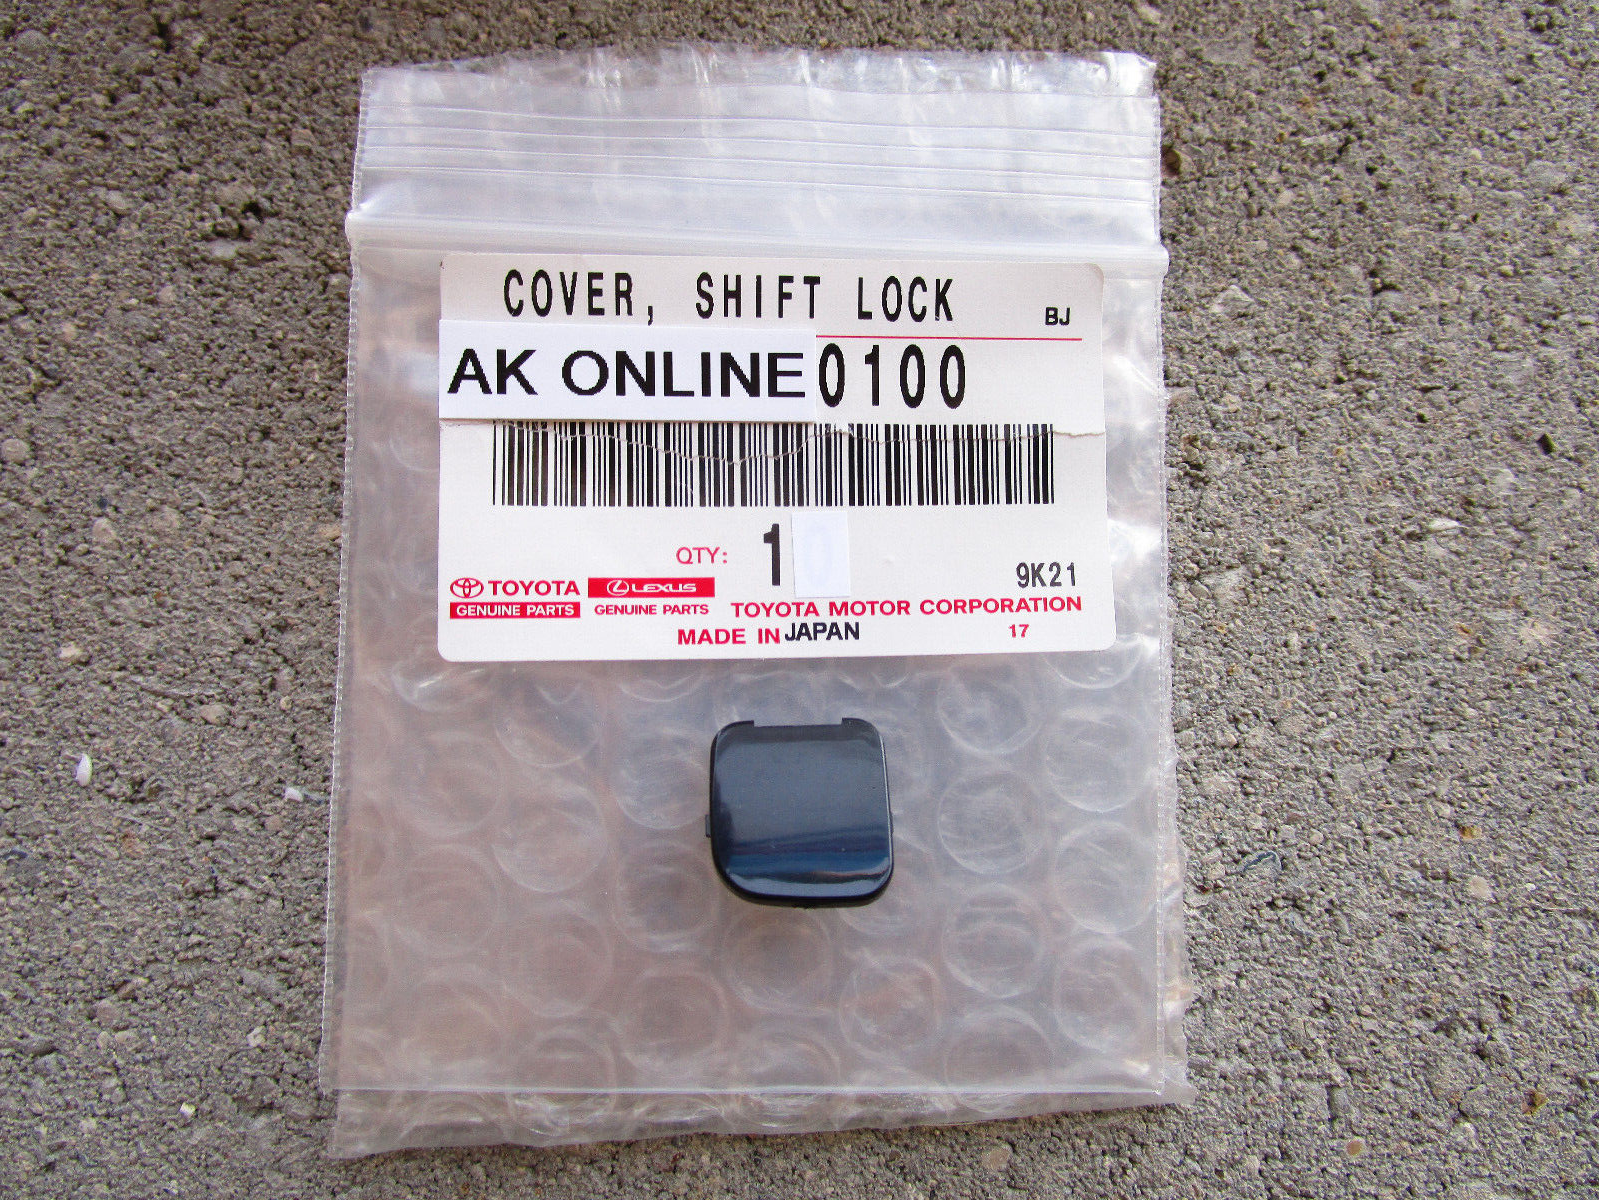 COVER, SHIFT LOCK
BJ
AK ONLINE 0100
QTY: 1
9K21
TOYOTA LEXUS
GENUINE PARTS GENUINE PARTS TOYOTA MOTOR CORPORATION
MADE IN JAPAN 17